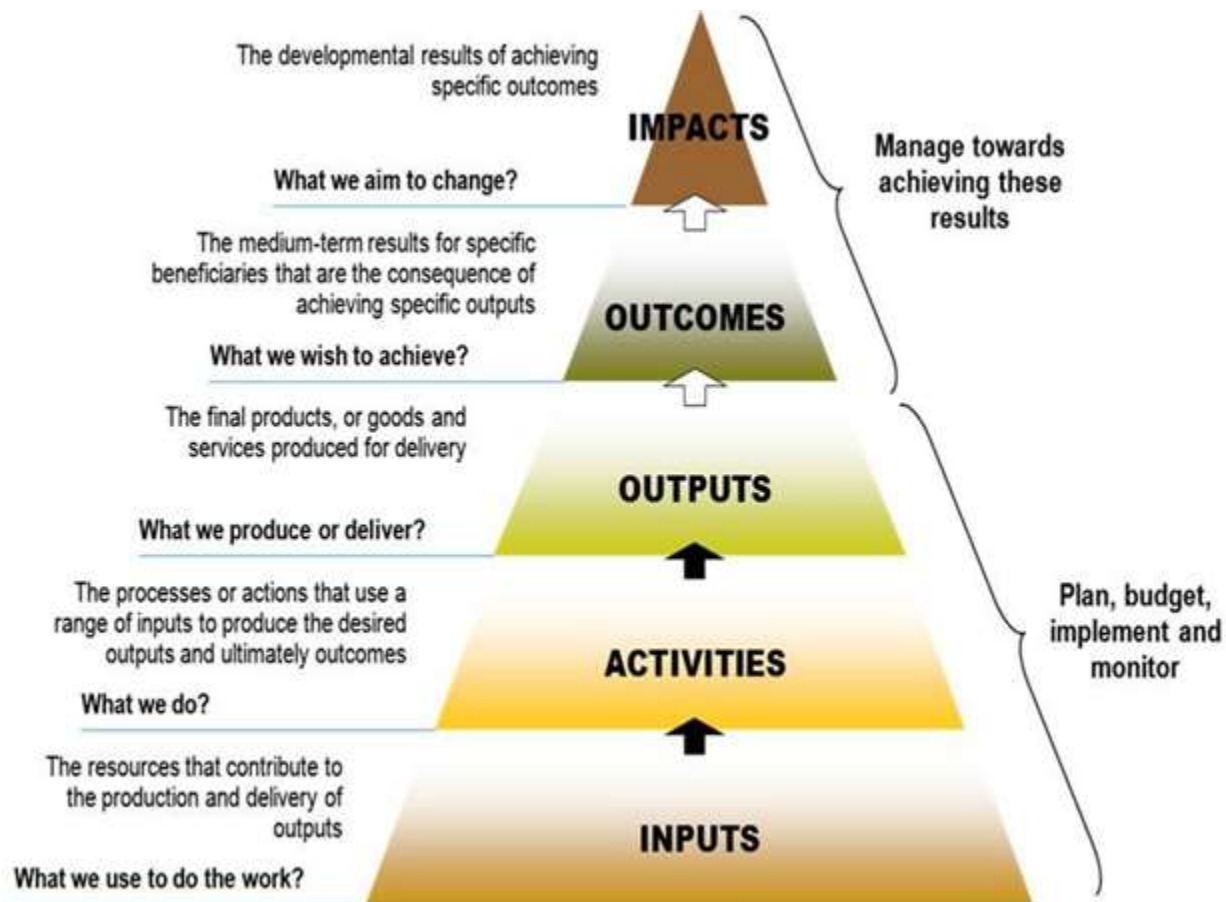 The developmental results of achieving
specific outcomes
IMPACTS
What we aim to change?
Manage towards
achieving these
results
The medium-term results for specific
beneficiaries that are the consequence of
achieving specific outputs
OUTCOMES
What we wish to achieve?
The final products, or goods and
services produced for delivery
OUTPUTS
What we produce or deliver?
The processes or actions that use a
range of inputs to produce the desired
outputs and ultimately outcomes
ACTIVITIES
What we do?
Plan, budget,
implement and
monitor
The resources that contribute to
the production and delivery of
outputs
INPUTS
What we use to do the work?